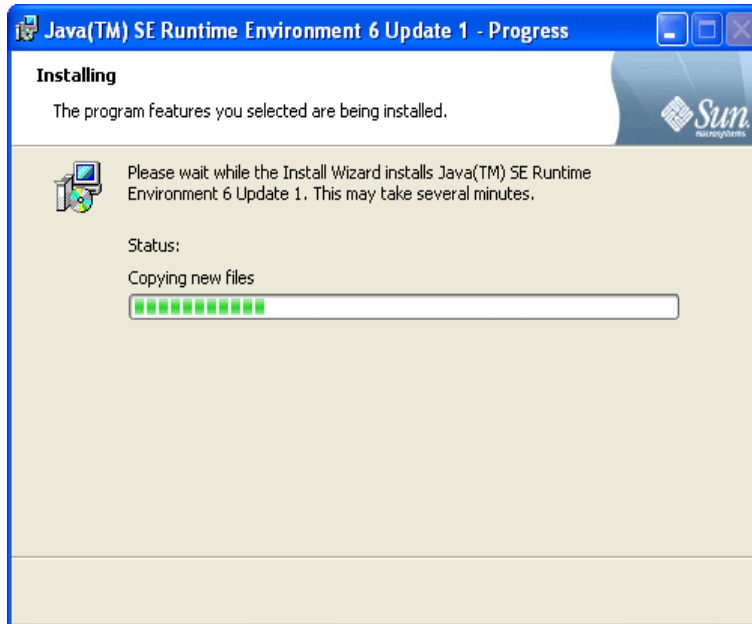 Java(TM) SE Runtime Environment 6 Update 1 - Progress
Installing
The program features you selected are being installed.
Sun
microsystems
Please wait while the Install Wizard installs Java(TM) SE Runtime
Environment 6 Update 1. This may take several minutes.
Status:
Copying new files